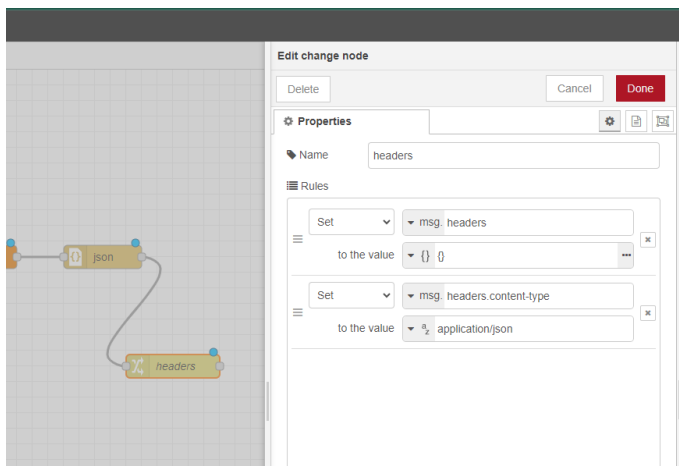 Edit change node
Delete
Cancel
Done
Properties
Name
headers
Rules
Set
msg. headers
to the value
{} {}
Set
msg. headers.content-type
to the value
az application/json
json
headers